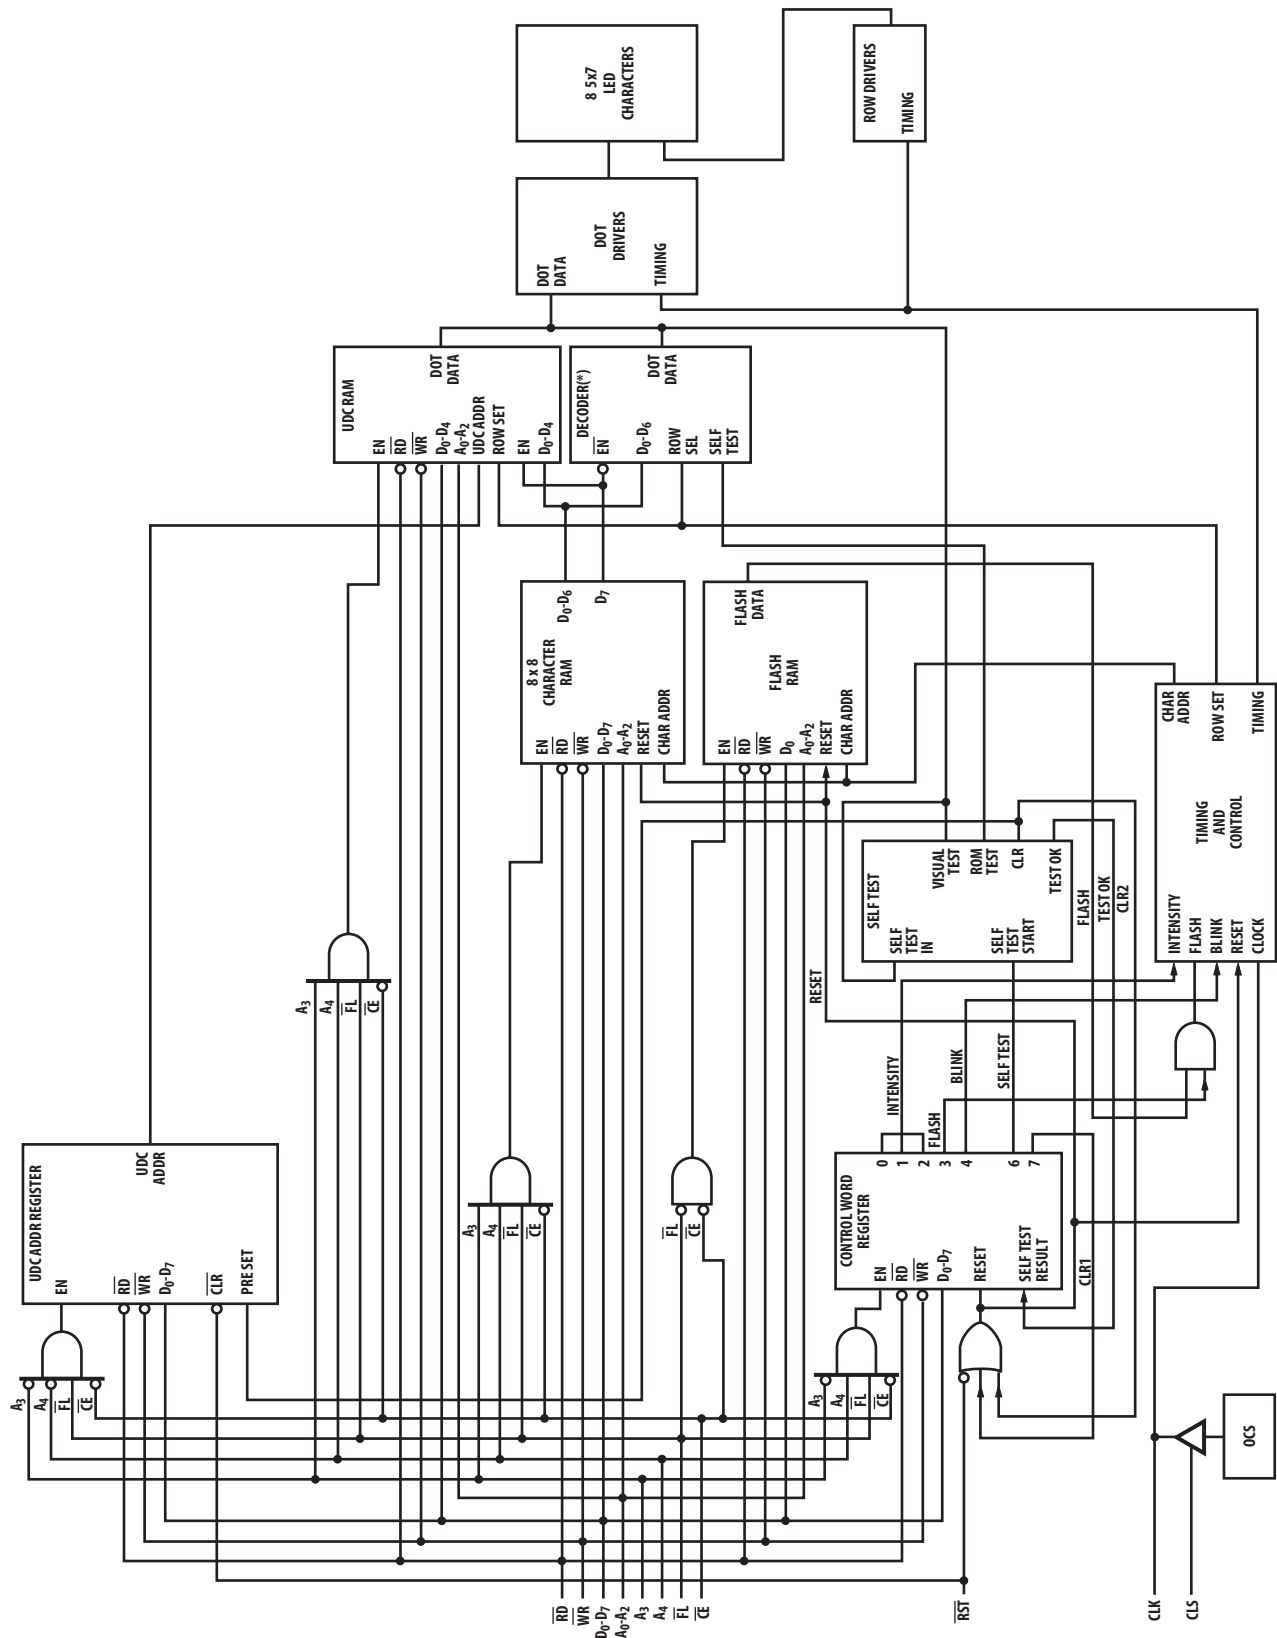 8 5x7
LED
CHARACTERS
ROW DRIVERS
TIMING
DOT
DATA
DOT
DRIVERS
TIMING
UDC RAM
DOT
DATA
EN
RD
WR
D0-D4
A0-A2
UDC ADDR
ROW SET
EN
D0-D4
DECODER(*)
DOT
DATA
EN
D0-D6
ROW
SEL
SELF
TEST
8 x 8
CHARACTER
RAM
D0-D6
D7
EN
RD
WR
D0-D7
A0-A2
RESET
CHAR ADDR
FLASH
DATA
FLASH
RAM
EN
RD
WR
D0
A0-A2
RESET
CHAR ADDR
CHAR
ADDR
ROW SET
TIMING
TIMING
AND
CONTROL
INTENSITY
FLASH
BLINK
RESET
CLOCK
SELF TEST
VISUAL
TEST
ROM
TEST
CLR
TEST OK
SELF
TEST
IN
SELF
TEST
START
FLASH
TEST OK
CLR2
A3
A4
FL
CE
RESET
INTENSITY
FLASH
BLINK
SELF TEST
UDC ADDR REGISTER
UDC
ADDR
EN
RD
WR
D0-D7
CLR
PRESET
A3
A4
FL
CE
FL
CE
CONTROL WORD
REGISTER
0
1
2
3
4
6
7
EN
RD
WR
D0-D7
RESET
SELF TEST
RESULT
CLR1
A3
A4
FL
CE
A3
A4
FL
CE
OCS
RD
WR
D0-D7
A0-A2
A3
A4
FL
CE
RST
CLK
CLS